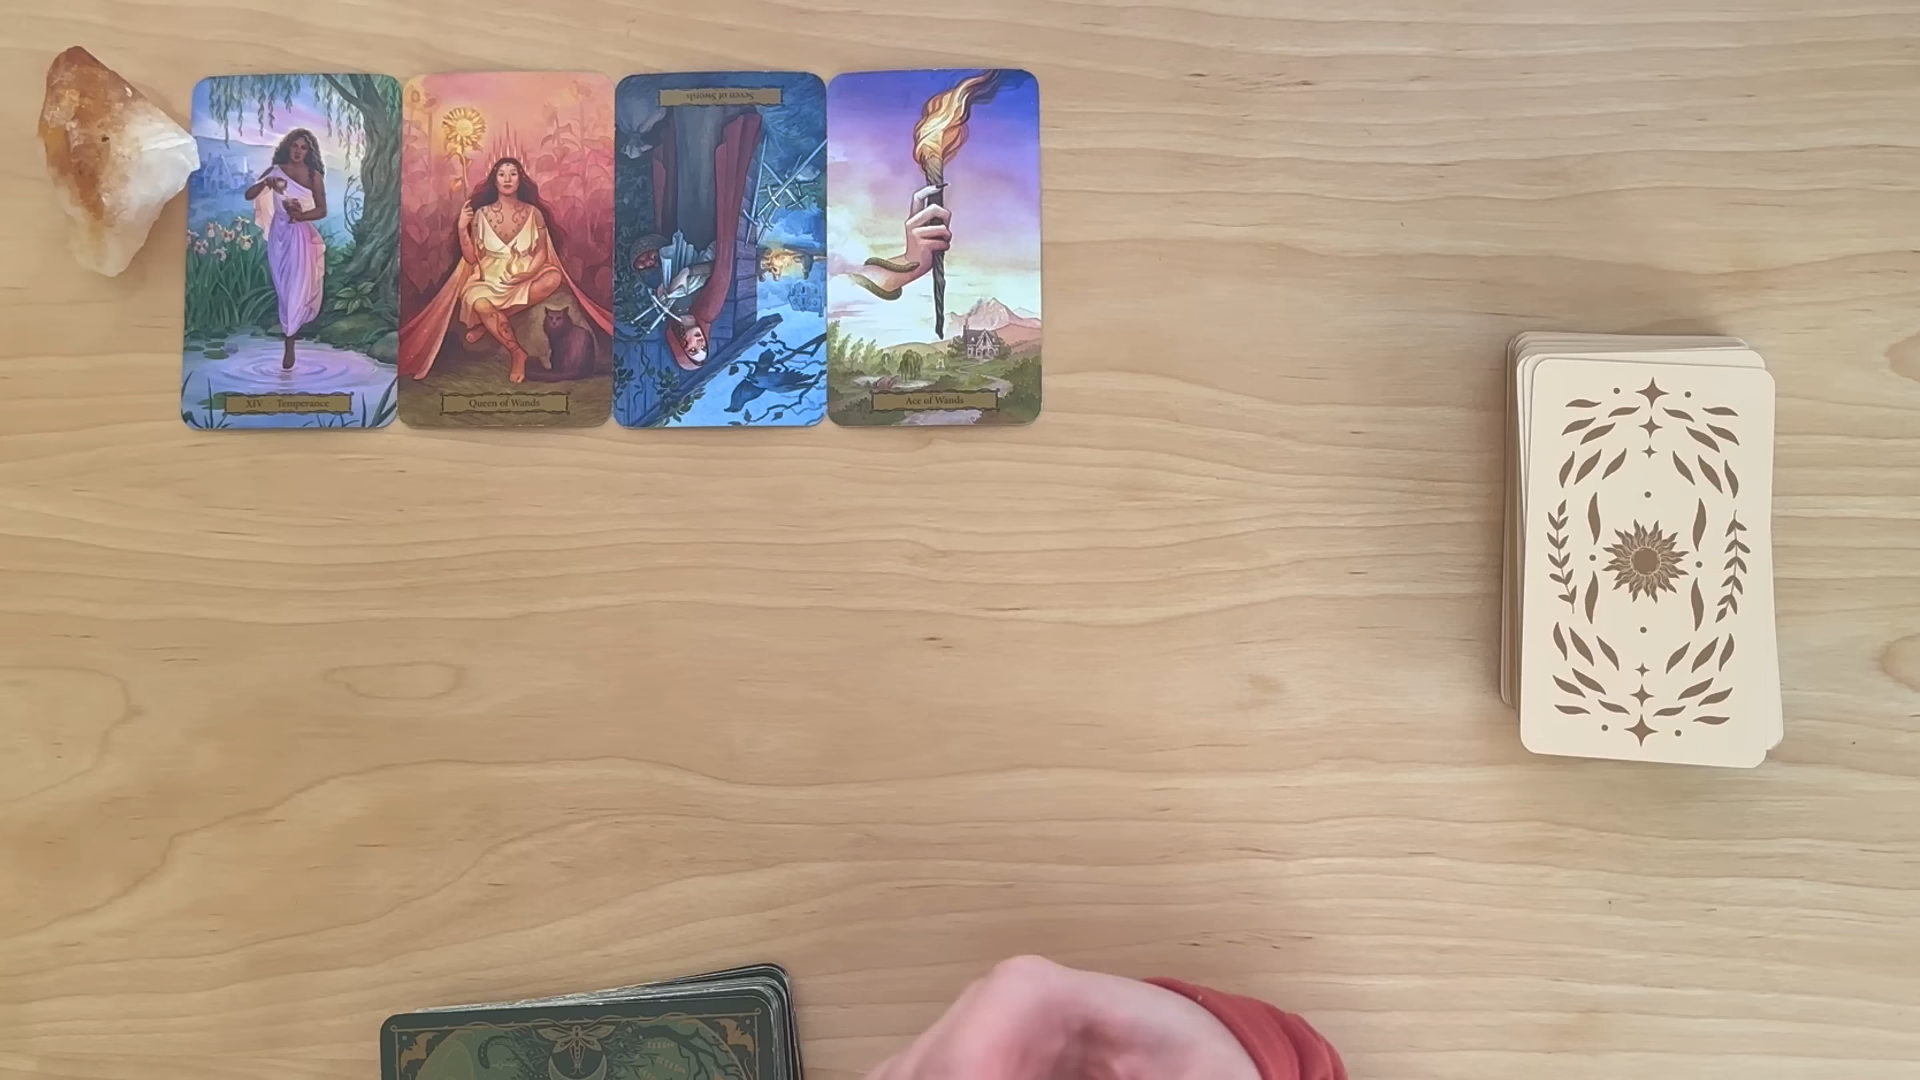 XIV Temperance
Queen of Wands
Seven of Swords
Ace of Wands